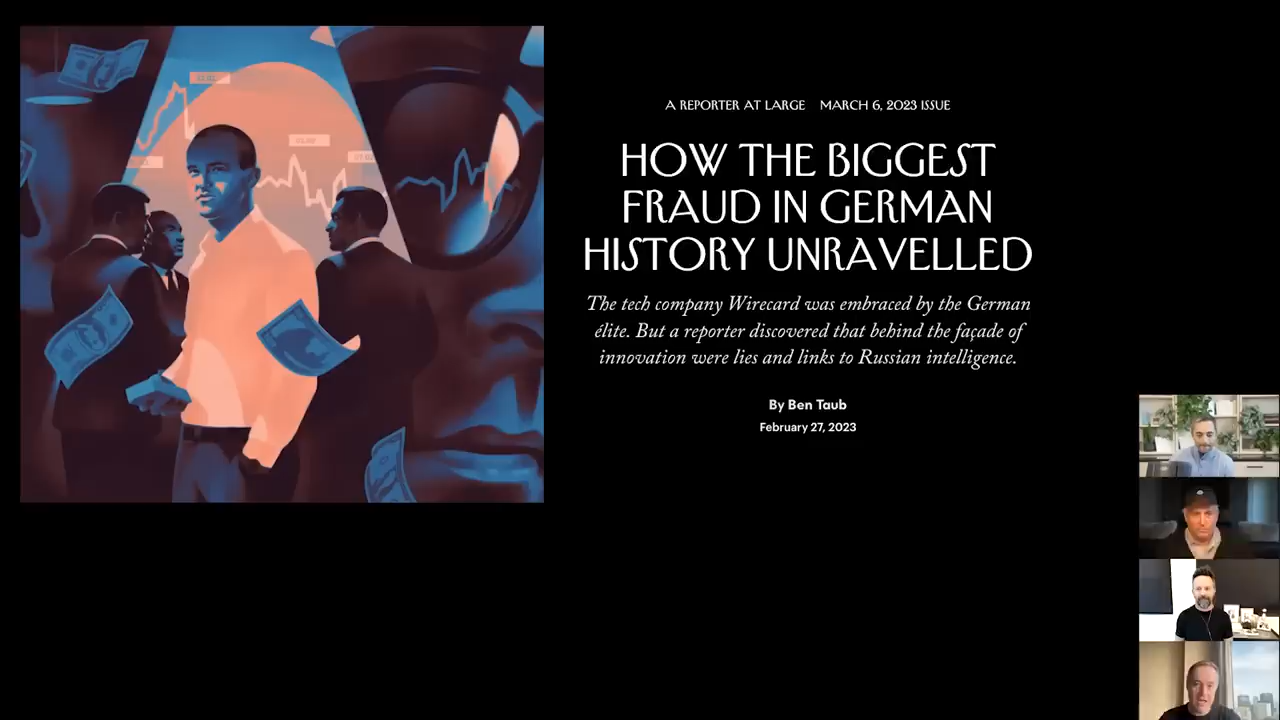 A REPORTER AT LARGE MARCH 6, 2023 ISSUE
HOW THE BIGGEST
FRAUD IN GERMAN
HISTORY UNRAVELLED
The tech company Wirecard was embraced by the German
élite. But a reporter discovered that behind the façade of
innovation were lies and links to Russian intelligence.
By Ben Taub
February 27, 2023